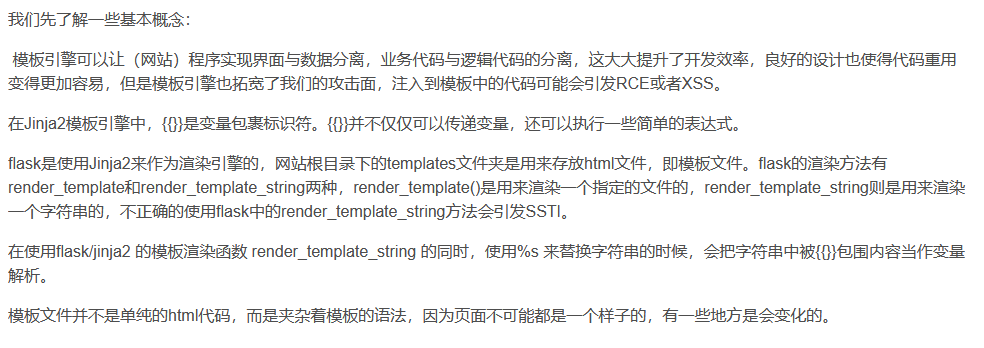 我们先了解一些基本概念：
模板引擎可以让（网站）程序实现界面与数据分离，业务代码与逻辑代码的分离，这大大提升了开发效率，良好的设计也使得代码重用
变得更加容易，但是模板引擎也拓宽了我们的攻击面，注入到模板中的代码可能会引发RCE或者XSS。
在Jinja2模板引擎中，{{}}是变量包裹标识符。{{}}并不仅仅可以传递变量，还可以执行一些简单的表达式。
flask是使用Jinja2来作为渲染引擎的，网站根目录下的templates文件夹是用来存放html文件，即模板文件。flask的渲染方法有
render_template和render_template_string两种，render_template()是用来渲染一个指定的文件的，render_template_string则是用来渲染
一个字符串的，不正确的使用flask中的render_template_string方法会引发SSTI。
在使用flask/jinja2 的模板渲染函数 render_template_string 的同时，使用%s 来替换字符串的时候，会把字符串中被{{}}包围内容当作变量
解析。
模板文件并不是单纯的html代码，而是夹杂着模板的语法，因为页面不可能都是一个样子的，有一些地方是会变化的。